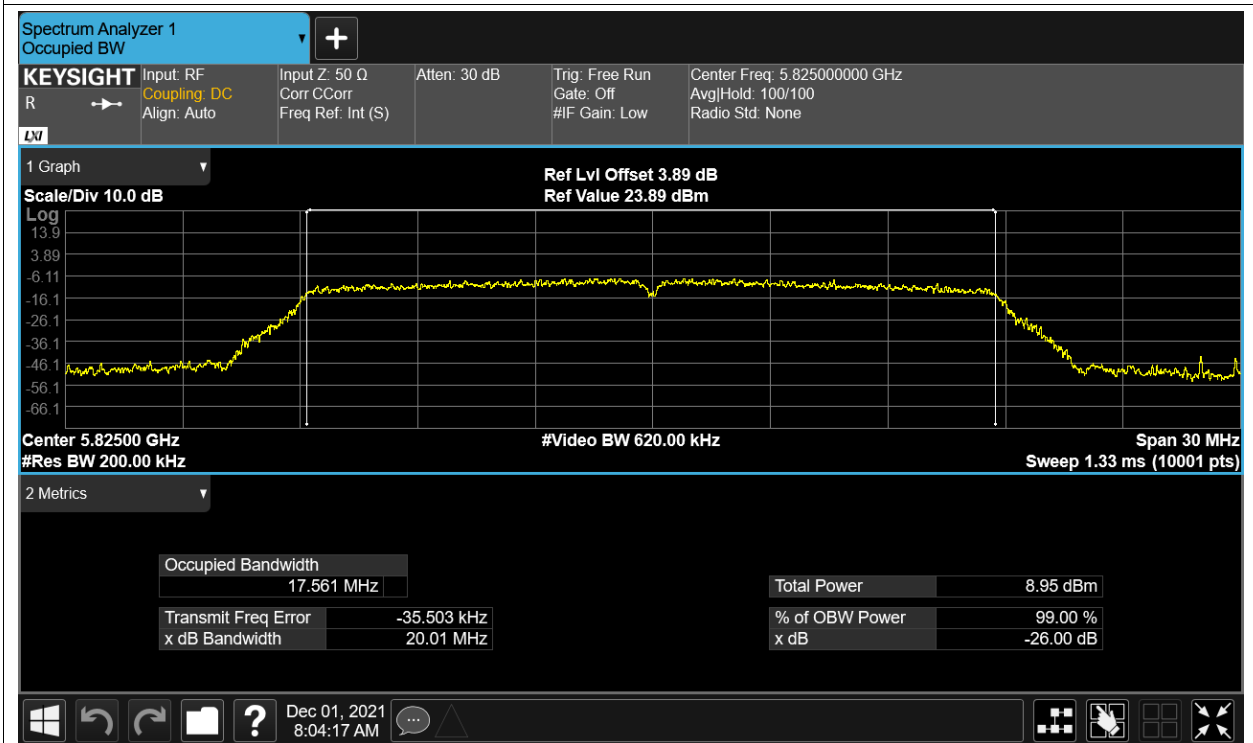 Spectrum Analyzer 1
Occupied BW
KEYSIGHT Input: RF Input Z: 50 Ω Atten: 30 dB Trig: Free Run Center Freq: 5.825000000 GHz
R Coupling: DC Corr CCorr Gate: Off Avg|Hold: 100/100
Align: Auto Freq Ref: Int (S) #IF Gain: Low Radio Std: None
LXI
1 Graph
Ref Lvl Offset 3.89 dB
Scale/Div 10.0 dB Ref Value 23.89 dBm
Log
13.9
3.89
-6.11
-16.1
-26.1
-36.1
-46.1
-56.1
-66.1
Center 5.82500 GHz #Video BW 620.00 kHz Span 30 MHz
#Res BW 200.00 kHz Sweep 1.33 ms (10001 pts)
2 Metrics
Occupied Bandwidth
17.561 MHz Total Power 8.95 dBm
Transmit Freq Error -35.503 kHz % of OBW Power 99.00 %
x dB Bandwidth 20.01 MHz x dB -26.00 dB
? Dec 01, 2021
8:04:17 AM